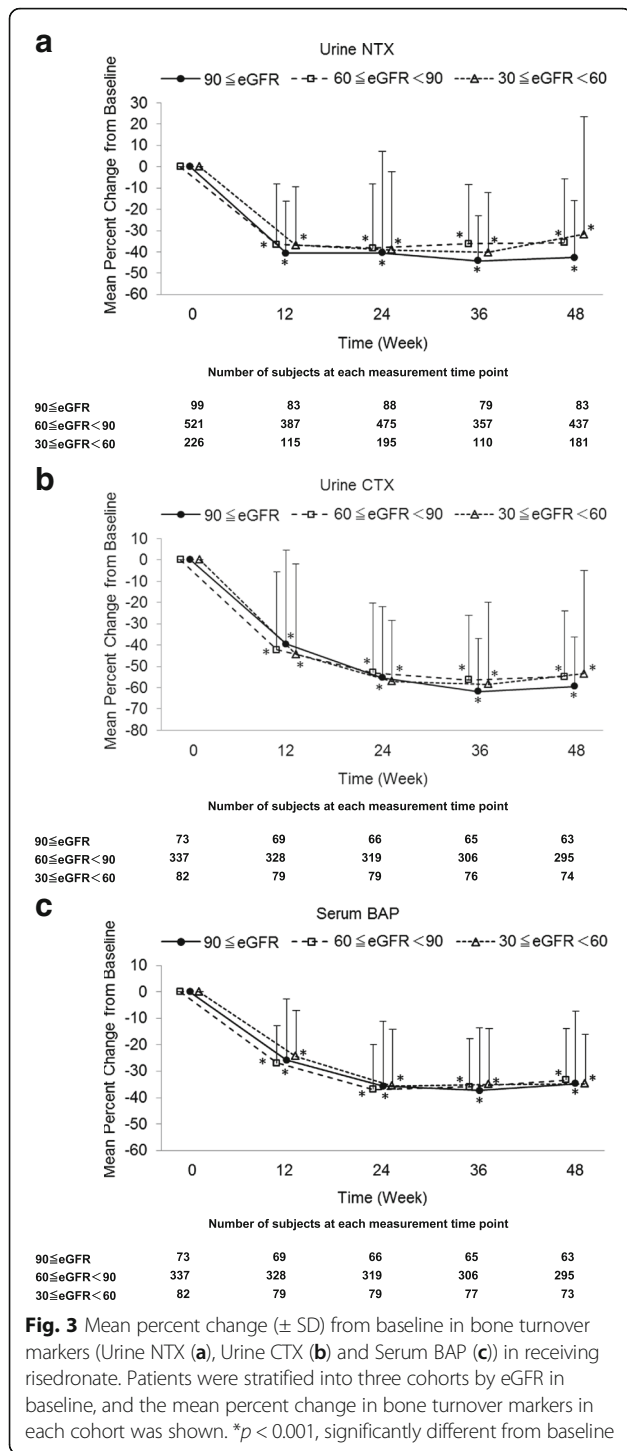 a
Urine NTX
90≦eGFR 60≦eGFR<90 30≦eGFR<60
Mean Percent Change from Baseline
30
20
10
0
-10
-20
-30
-40
-50
-60
* * * * * * * * * * * *
0 12 24 36 48
Time (Week)
Number of subjects at each measurement time point
90≦eGFR 99 83 88 79 83
60≦eGFR<90 521 387 475 357 437
30≦eGFR<60 226 115 195 110 181
b
Urine CTX
90≦eGFR 60≦eGFR<90 30≦eGFR<60
Mean Percent Change from Baseline
10
0
-10
-20
-30
-40
-50
-60
-70
-80
* * * * * * * * * * * *
0 12 24 36 48
Time (Week)
Number of subjects at each measurement time point
90≦eGFR 73 69 66 65 63
60≦eGFR<90 337 328 319 306 295
30≦eGFR<60 82 79 79 76 74
c
Serum BAP
90≦eGFR 60≦eGFR<90 30≦eGFR<60
Mean Percent Change from Baseline
10
0
-10
-20
-30
-40
-50
-60
* * * * * * * * * * * *
0 12 24 36 48
Time (Week)
Number of subjects at each measurement time point
90≦eGFR 73 69 66 65 63
60≦eGFR<90 337 328 319 306 295
30≦eGFR<60 82 79 79 77 73
Fig. 3 Mean percent change (± SD) from baseline in bone turnover
markers (Urine NTX (a), Urine CTX (b) and Serum BAP (c)) in receiving
risedronate. Patients were stratified into three cohorts by eGFR in
baseline, and the mean percent change in bone turnover markers in
each cohort was shown. *p < 0.001, significantly different from baseline